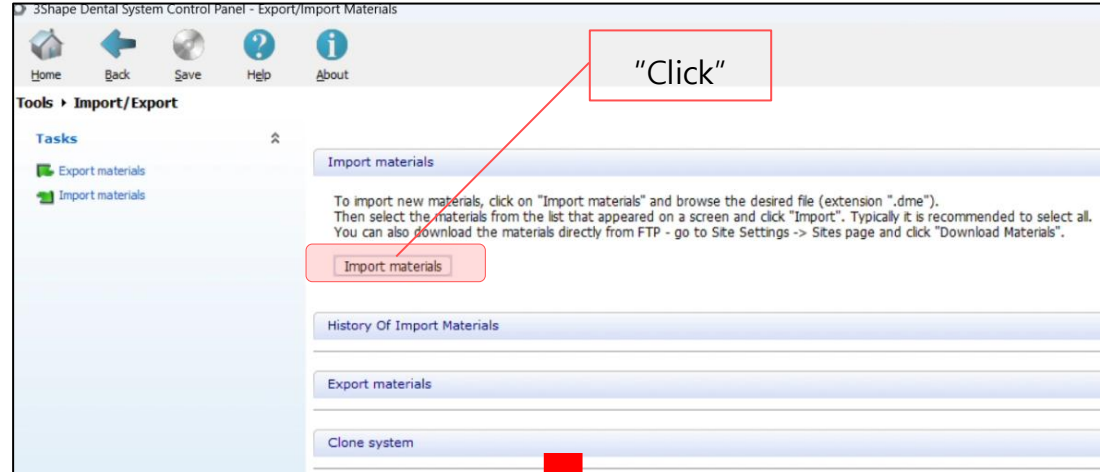 3Shape Dental System Control Panel - Export/Import Materials
Home Back Save Help About
"Click"
Tools ▸ Import/Export
Tasks
Export materials
Import materials
Import materials
To import new materials, click on "Import materials" and browse the desired file (extension ".dme").
Then select the materials from the list that appeared on a screen and click "Import". Typically it is recommended to select all.
You can also download the materials directly from FTP - go to Site Settings -> Sites page and click "Download Materials".
Import materials
History Of Import Materials
Export materials
Clone system